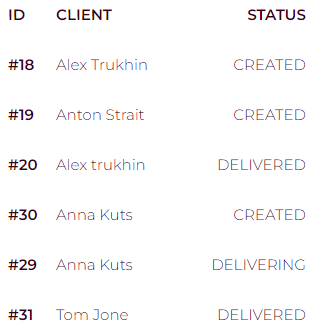 ID CLIENT STATUS
#18 Alex Trukhin CREATED
#19 Anton Strait CREATED
#20 Alex trukhin DELIVERED
#30 Anna Kuts CREATED
#29 Anna Kuts DELIVERING
#31 Tom Jone DELIVERED